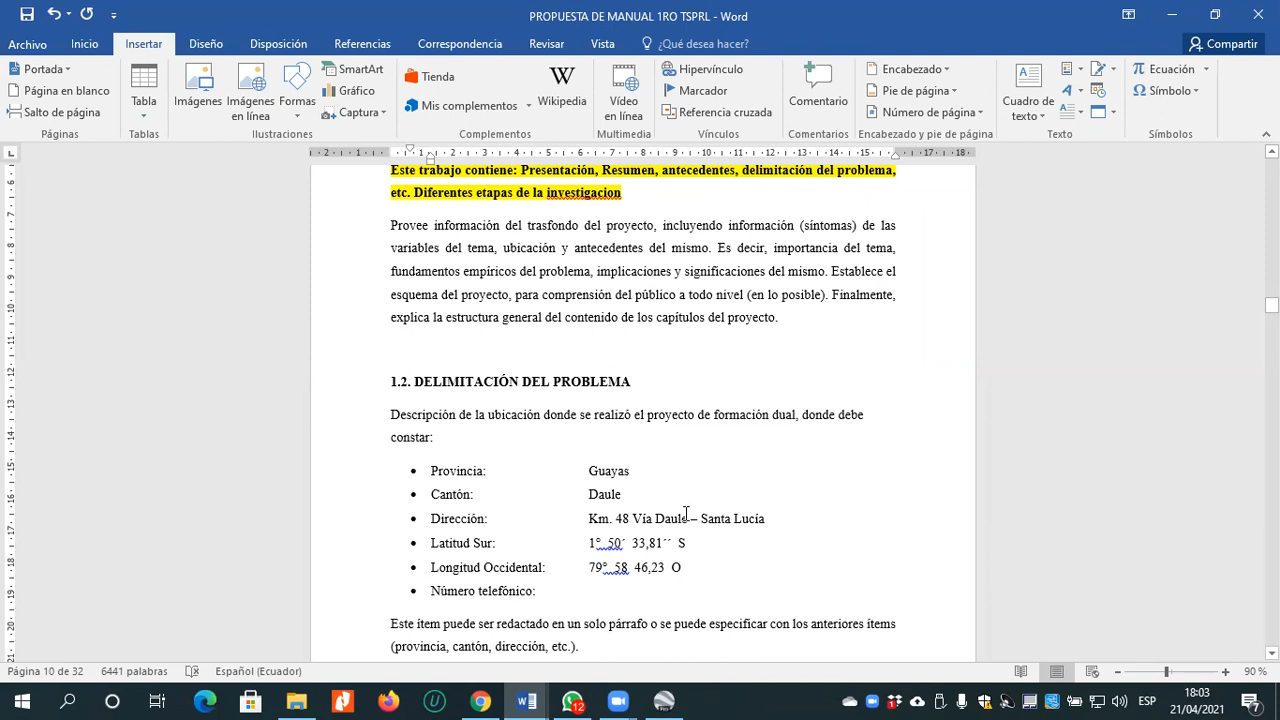 PROPUESTA DE MANUAL 1RO TSPRL - Word
Archivo Inicio Insertar Diseño Disposición Referencias Correspondencia Revisar Vista ¿Qué desea hacer? Compartir
Portada
Página en blanco
Salto de página
Páginas
Tabla
Tablas
Imágenes
Imágenes en línea
Formas
SmartArt
Gráfico
Captura
Ilustraciones
Tienda
Mis complementos
W
Wikipedia
Complementos
Vídeo en línea
Multimedia
Hipervínculo
Marcador
Referencia cruzada
Vínculos
Comentario
Comentarios
Encabezado
Pie de página
Número de página
Encabezado y pie de página
Cuadro de texto
Texto
Ecuación
Símbolo
Símbolos
Este trabajo contiene: Presentación, Resumen, antecedentes, delimitación del problema,
etc. Diferentes etapas de la investigacion
Provee información del trasfondo del proyecto, incluyendo información (síntomas) de las
variables del tema, ubicación y antecedentes del mismo. Es decir, importancia del tema,
fundamentos empíricos del problema, implicaciones y significaciones del mismo. Establece el
esquema del proyecto, para comprensión del público a todo nivel (en lo posible). Finalmente,
explica la estructura general del contenido de los capítulos del proyecto.
1.2. DELIMITACIÓN DEL PROBLEMA
Descripción de la ubicación donde se realizó el proyecto de formación dual, donde debe
constar:
• Provincia: Guayas
• Cantón: Daule
• Dirección: Km. 48 Vía Daule – Santa Lucía
• Latitud Sur: 1° 50´ 33,81´´ S
• Longitud Occidental: 79° 58 46,23 O
• Número telefónico:
Este ítem puede ser redactado en un solo párrafo o se puede especificar con los anteriores ítems
(provincia, cantón, dirección, etc.).
Página 10 de 32 6441 palabras Español (Ecuador) 90 %
12
ESP
18:03
21/04/2021
7